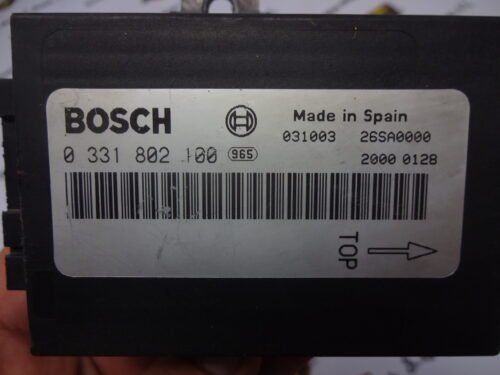 BOSCH
Made in Spain
031003 26SA0000
0 331 802 100 965
2000 0128
TOP